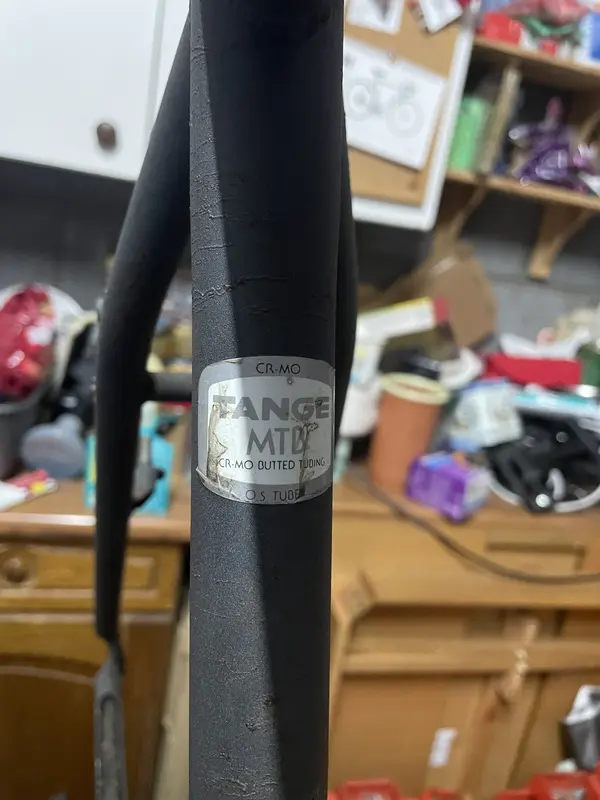 CR-MO
TANGE
MTB
CR-MO BUTTED TUBING
O.S. TUBE